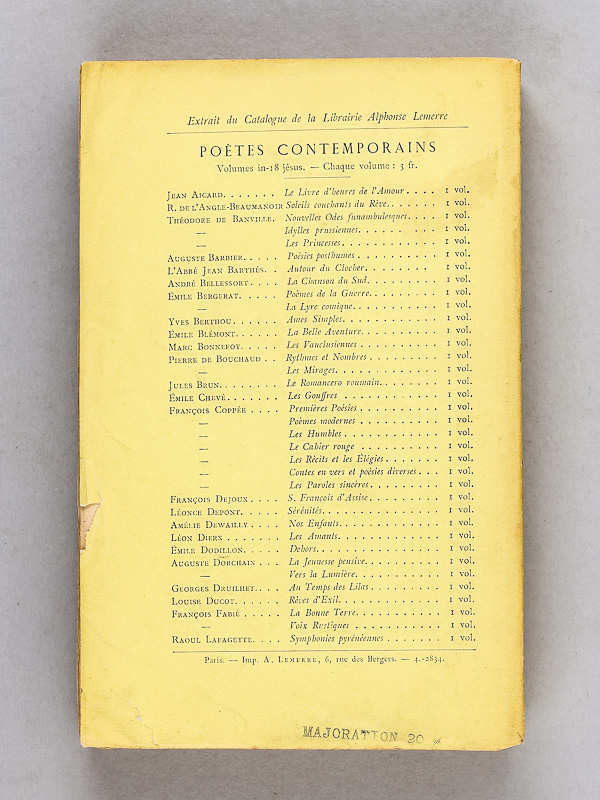 Extrait du Catalogue de la Librairie Alphonse Lemerre
POÈTES CONTEMPORAINS
Volumes in-18 jésus. — Chaque volume : 3 fr.
JEAN AICARD. . . . . . . Le Livre d'heures de l'Amour . . . . 1 vol.
R. DE L'ANGLE-BEAUMANOIR Soleils couchants du Rêve. . . . . . 1 vol.
THÉODORE DE BANVILLE. Nouvelles Odes funambulesques. . . . 1 vol.
— Idylles prussiennes. . . . . . . . . 1 vol.
— Les Princesses. . . . . . . . . . . 1 vol.
AUGUSTE BARBIER. . . . . Poésies posthumes . . . . . . . . . 1 vol.
L'ABBÉ JEAN BARTHÈS. . . Autour du Clocher. . . . . . . . 1 vol.
ANDRÉ BELLESSORT. . . . La Chanson du Sud. . . . . . . . . 1 vol.
ÉMILE BERGERAT. . . . . . Poèmes de la Guerre. . . . . . . . . 1 vol.
— La Lyre comique. . . . . . . . . . . 1 vol.
YVES BERTHOU . . . . . . Ames Simples. . . . . . . . . . . . 1 vol.
ÉMILE BLÉMONT. . . . . . La Belle Aventure. . . . . . . . . . 1 vol.
MARC BONNEFOY. . . . . Les Vauclusiennes . . . . . . . . . 1 vol.
PIERRE DE BOUCHAUD . . Rythmes et Nombres . . . . . . . . 1 vol.
— Les Mirages. . . . . . . . . . . . 1 vol.
JULES BRUN. . . . . . . . Le Romancero roumain. . . . . . . . 1 vol.
ÉMILE CHEVÉ. . . . . . . Les Gouffres . . . . . . . . . . . 1 vol.
FRANÇOIS COPPÉE . . . . Premières Poésies . . . . . . . . . 1 vol.
— Poèmes modernes . . . . . . . . . . 1 vol.
— Les Humbles . . . . . . . . . . . . 1 vol.
— Le Cahier rouge . . . . . . . . . . 1 vol.
— Les Récits et les Élégies . . . . . . . 1 vol.
— Contes en vers et poésies diverses . . . 1 vol.
— Les Paroles sincères. . . . . . . . . 1 vol.
FRANÇOIS DEJOUX . . . . S. François d'Assise . . . . . . . . 1 vol.
LÉONCE DEPONT. . . . . Sérénités. . . . . . . . . . . . . . 1 vol.
AMÉLIE DEWAILLY . . . . Nos Enfants. . . . . . . . . . . . 1 vol.
LÉON DIERX . . . . . . . Les Amants. . . . . . . . . . . . 1 vol.
ÉMILE DODILLON. . . . . Dehors. . . . . . . . . . . . . . . 1 vol.
AUGUSTE DORCHAIN . . . La Jeunesse pensive. . . . . . . . . 1 vol.
— Vers la Lumière. . . . . . . . . . . 1 vol.
GEORGES DRUILHET. . . . Au Temps des Lilas . . . . . . . . . 1 vol.
LOUISE DUCOT. . . . . . Rêves d'Exil. . . . . . . . . . . . 1 vol.
FRANÇOIS FABIÉ . . . . . La Bonne Terre. . . . . . . . . . . 1 vol.
— Voix Rustiques . . . . . . . . . . 1 vol.
RAOUL LAFAGETTE. . . . Symphonies pyrénéennes . . . . . . . 1 vol.
Paris. — Imp. A. LEMERRE, 6, rue des Bergers. — 4.-2834.
MAJORATION 20 %